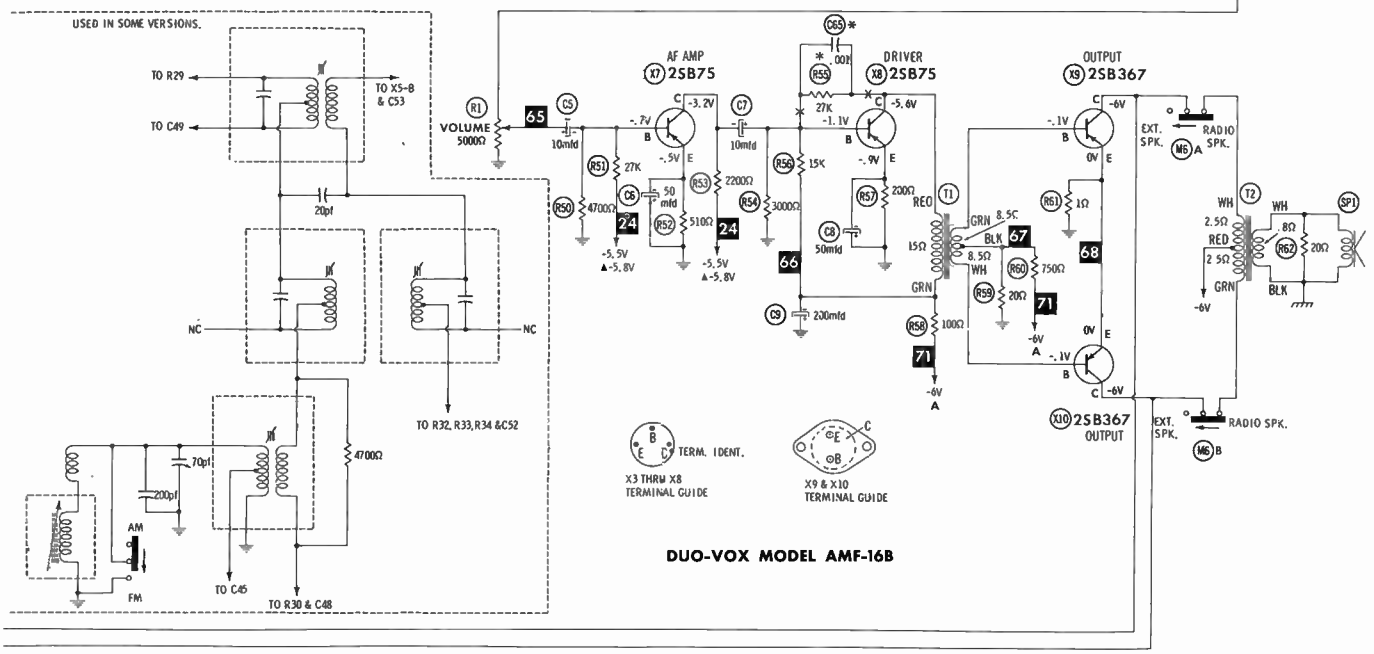 USED IN SOME VERSIONS.
TO R29
TO X5-B
& C53
TO C49
20pf
NC
NC
TO R32, R33, R34 & C52
4700Ω
70pf
200pf
AM
FM
TO C45
TO R30 & C48
R1
VOLUME
5000Ω
65
C5
10mfd
R50
4700Ω
R51
27K
24
-5.5V
▲-5.8V
AF AMP
X7 2SB75
C
-3.2V
-.7V
B
-.5V
E
C6
50
mfd
R52
510Ω
R53
2200Ω
24
-5.5V
▲-5.8V
C7
10mfd
R54
3000Ω
C65 *
.001
*
R55
27K
R56
15K
66
C9
200mfd
DRIVER
X8 2SB75
C
-5.6V
-1.1V
B
-.9V
E
R57
200Ω
C8
50mfd
RED
T1
15Ω
GRN
R58
100Ω
71
-6V
A
GRN
8.5Ω
BLK
67
8.5Ω
WH
R60
750Ω
R59
20Ω
71
-6V
A
OUTPUT
X9 2SB367
C
-6V
-.1V
B
0V
E
R61
1Ω
68
0V
E
-.1V
B
C
-6V
X10 2SB367
OUTPUT
EXT.
SPK.
RADIO
SPK.
M6 A
EXT.
SPK.
RADIO SPK.
M6 B
T2
WH
2.5Ω
RED
2.5Ω
GRN
-6V
WH
.8Ω
R62
20Ω
BLK
SP1
B
E
C
TERM. IDENT.
X3 THRU X8
TERMINAL GUIDE
E
B
C
X9 & X10
TERMINAL GUIDE
DUO-VOX MODEL AMF-16B